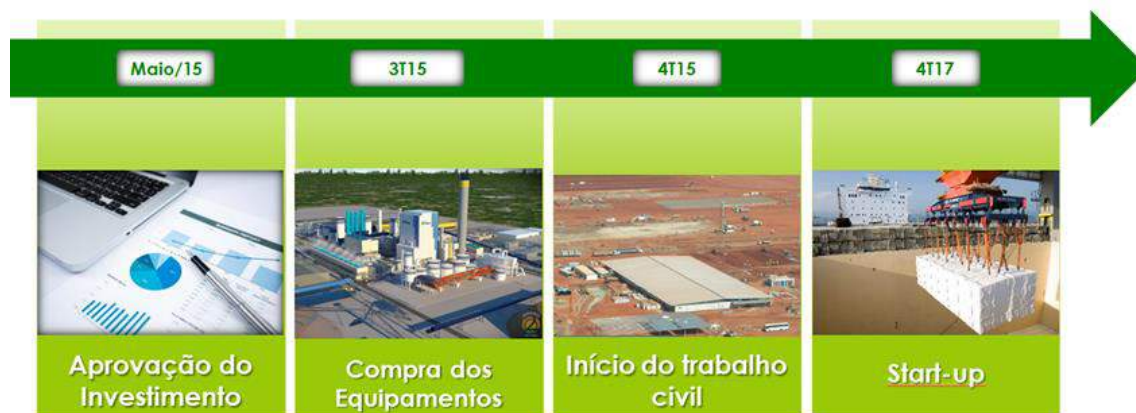 Maio/15
3T15
4T15
4T17
Aprovação do
Investimento
Compra dos
Equipamentos
Início do trabalho
civil
Start-up